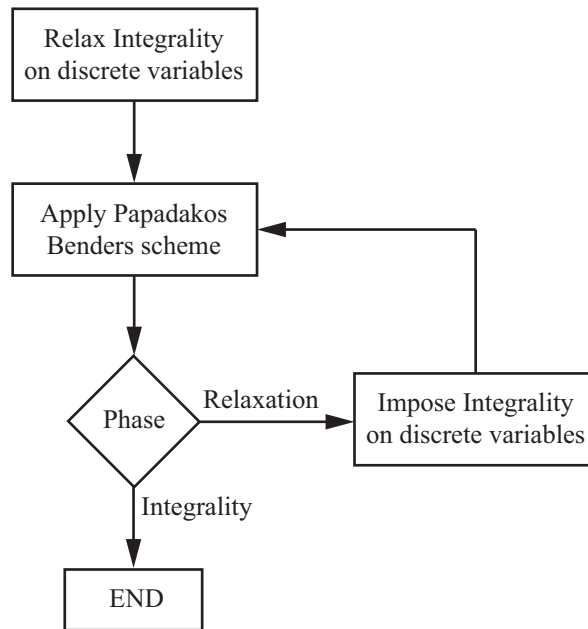 Relax Integrality
on discrete variables
Apply Papadakos
Benders scheme
Phase
Relaxation
Impose Integrality
on discrete variables
Integrality
END